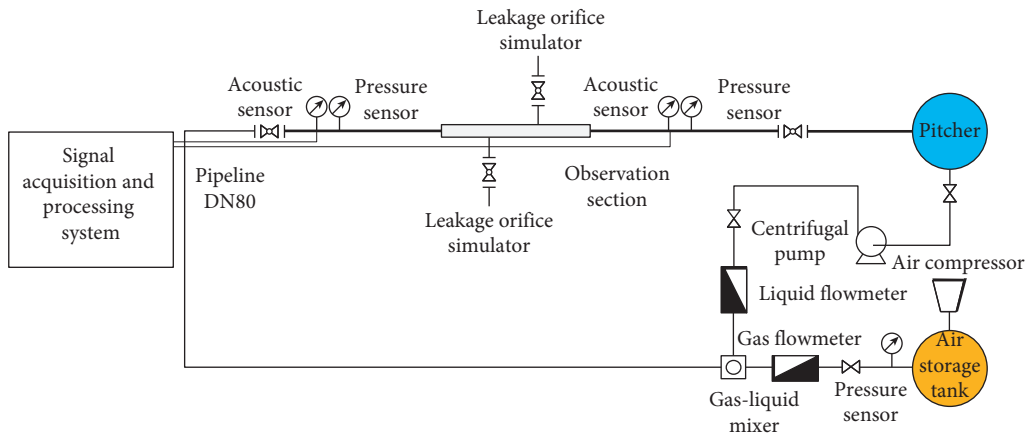 Leakage orifice
simulator
Acoustic
sensor
Pressure
sensor
Acoustic
sensor
Pressure
sensor
Pitcher
Signal
acquisition and
processing
system
Pipeline
DN80
Observation
section
Leakage orifice
simulator
Centrifugal
pump
Air compressor
Liquid flowmeter
Gas flowmeter
Air
storage
tank
Pressure
sensor
Gas-liquid
mixer